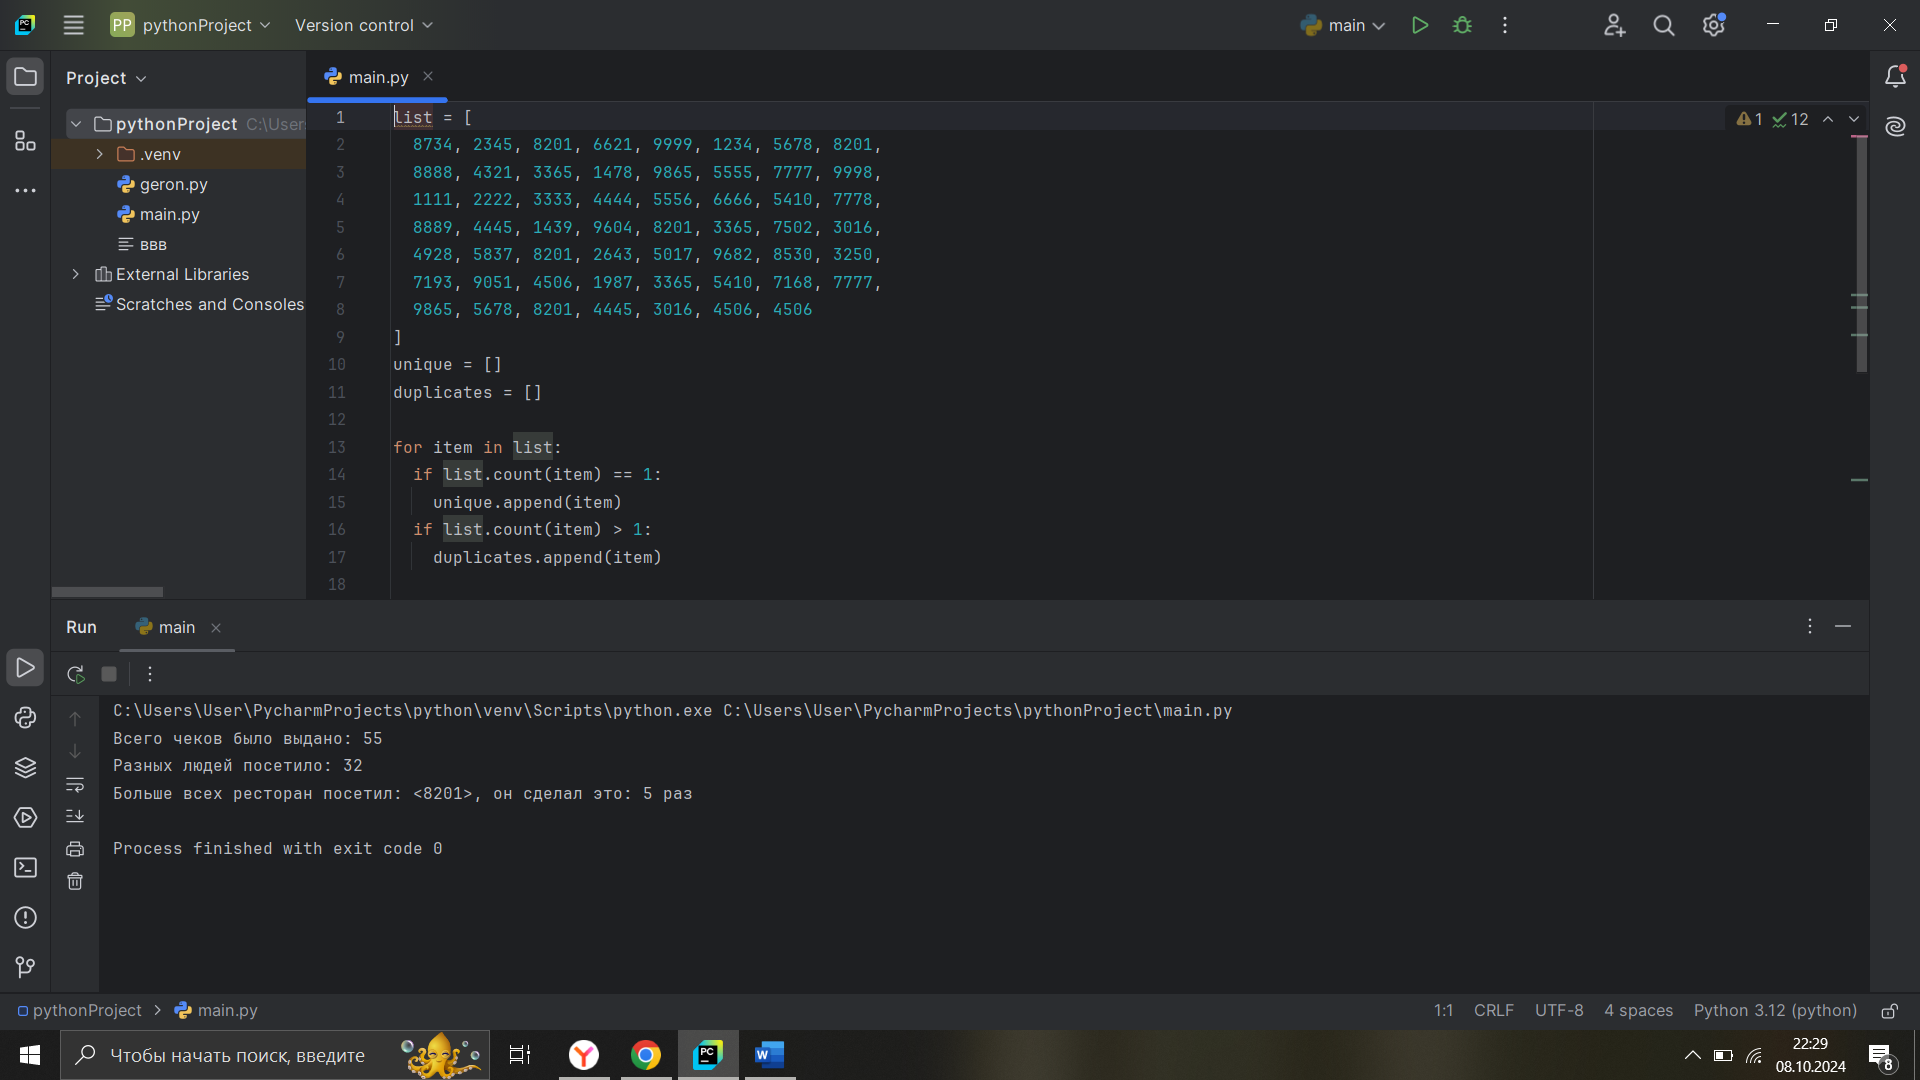 PP pythonProject Version control main
Project
main.py
pythonProject C:\User
.venv
geron.py
main.py
ввв
External Libraries
Scratches and Consoles
1 12
1 list = [
2 8734, 2345, 8201, 6621, 9999, 1234, 5678, 8201,
3 8888, 4321, 3365, 1478, 9865, 5555, 7777, 9998,
4 1111, 2222, 3333, 4444, 5556, 6666, 5410, 7778,
5 8889, 4445, 1439, 9604, 8201, 3365, 7502, 3016,
6 4928, 5837, 8201, 2643, 5017, 9682, 8530, 3250,
7 7193, 9051, 4506, 1987, 3365, 5410, 7168, 7777,
8 9865, 5678, 8201, 4445, 3016, 4506, 4506
9 ]
10 unique = []
11 duplicates = []
12
13 for item in list:
14 if list.count(item) == 1:
15 unique.append(item)
16 if list.count(item) > 1:
17 duplicates.append(item)
18
Run main
C:\Users\User\PycharmProjects\python\venv\Scripts\python.exe C:\Users\User\PycharmProjects\pythonProject\main.py
Всего чеков было выдано: 55
Разных людей посетило: 32
Больше всех ресторан посетил: <8201>, он сделал это: 5 раз
Process finished with exit code 0
pythonProject > main.py
1:1 CRLF UTF-8 4 spaces Python 3.12 (python)
Чтобы начать поиск, введите
22:29
08.10.2024
8